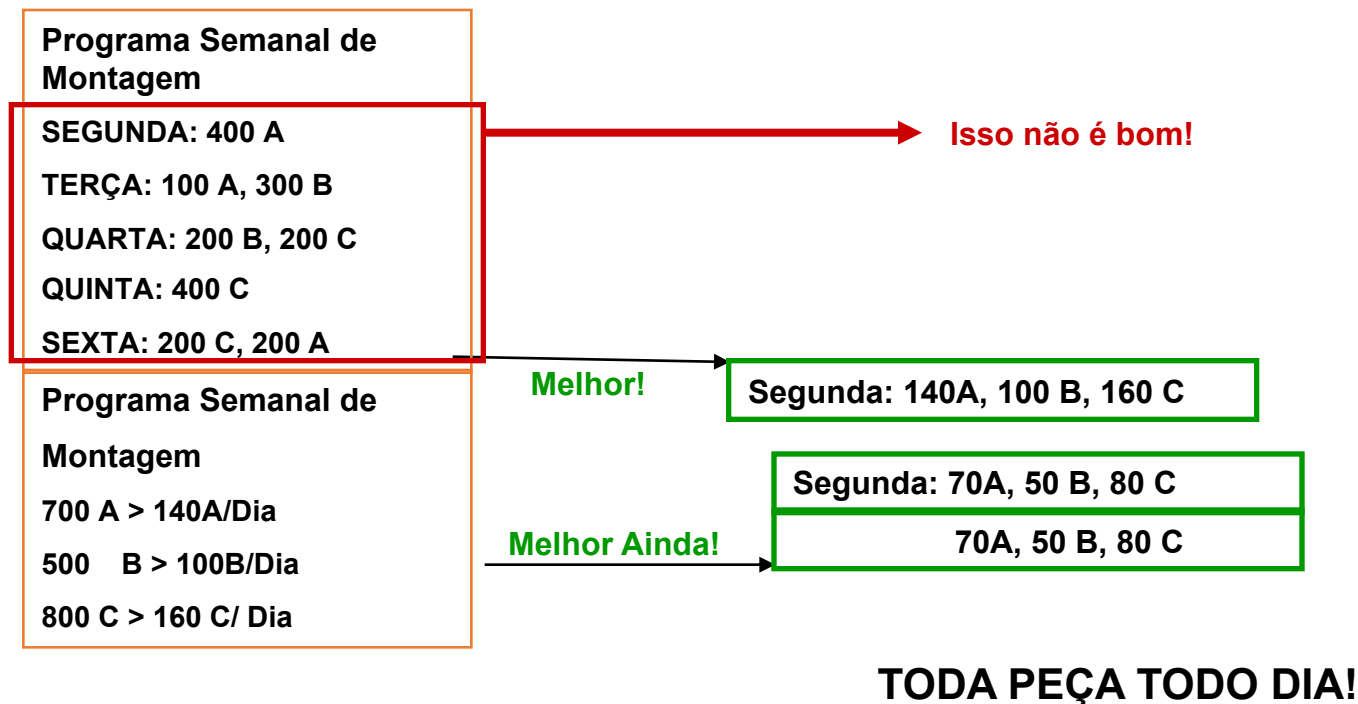 Programa Semanal de
Montagem
SEGUNDA: 400 A
Isso não é bom!
TERÇA: 100 A, 300 B
QUARTA: 200 B, 200 C
QUINTA: 400 C
SEXTA: 200 C, 200 A
Melhor!
Segunda: 140A, 100 B, 160 C
Programa Semanal de
Montagem
700 A > 140A/Dia
500 B > 100B/Dia
800 C > 160 C/ Dia
Melhor Ainda!
Segunda: 70A, 50 B, 80 C
70A, 50 B, 80 C
TODA PEÇA TODO DIA!